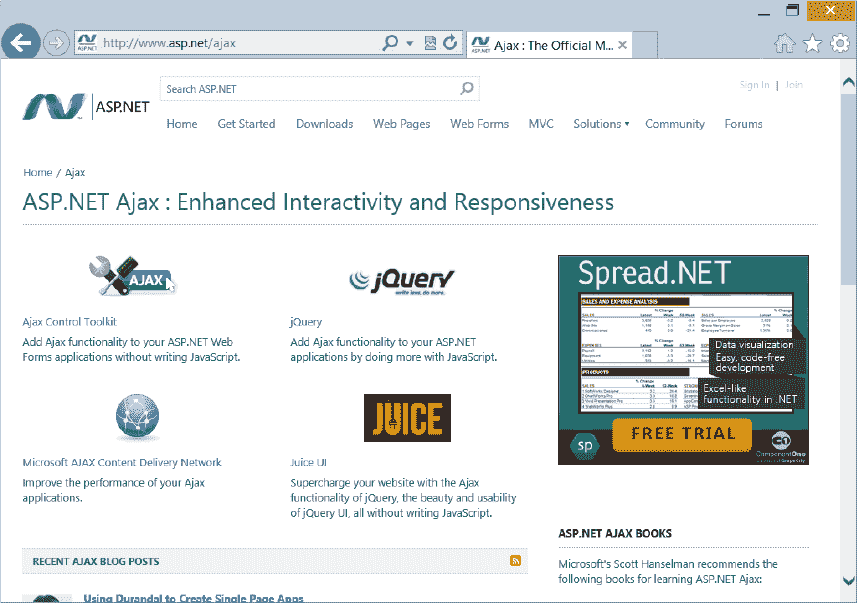 http://www.asp.net/ajax
Ajax : The Official M...
ASP.NET
Search ASP.NET
Sign In | Join
Home Get Started Downloads Web Pages Web Forms MVC Solutions Community Forums
Home / Ajax
ASP.NET Ajax : Enhanced Interactivity and Responsiveness
AJAX
Ajax Control Toolkit
Add Ajax functionality to your ASP.NET Web
Forms applications without writing JavaScript.
jQuery
write less, do more.
jQuery
Add Ajax functionality to your ASP.NET
applications by doing more with JavaScript.
Microsoft AJAX Content Delivery Network
Improve the performance of your Ajax
applications.
JUICE
Juice UI
Supercharge your website with the Ajax
functionality of jQuery, the beauty and usability
of jQuery UI, all without writing JavaScript.
Spread.NET
SALES AND EXPENSE ANALYSIS
PRODUCTS
Data visualization
Easy, code-free
development
Excel-like
functionality in .NET
FREE TRIAL
sp
ComponentOne
ASP.NET AJAX BOOKS
Microsoft's Scott Hanselman recommends the
following books for learning ASP.NET Ajax:
RECENT AJAX BLOG POSTS
Using Durandal to Create Single Page Apps